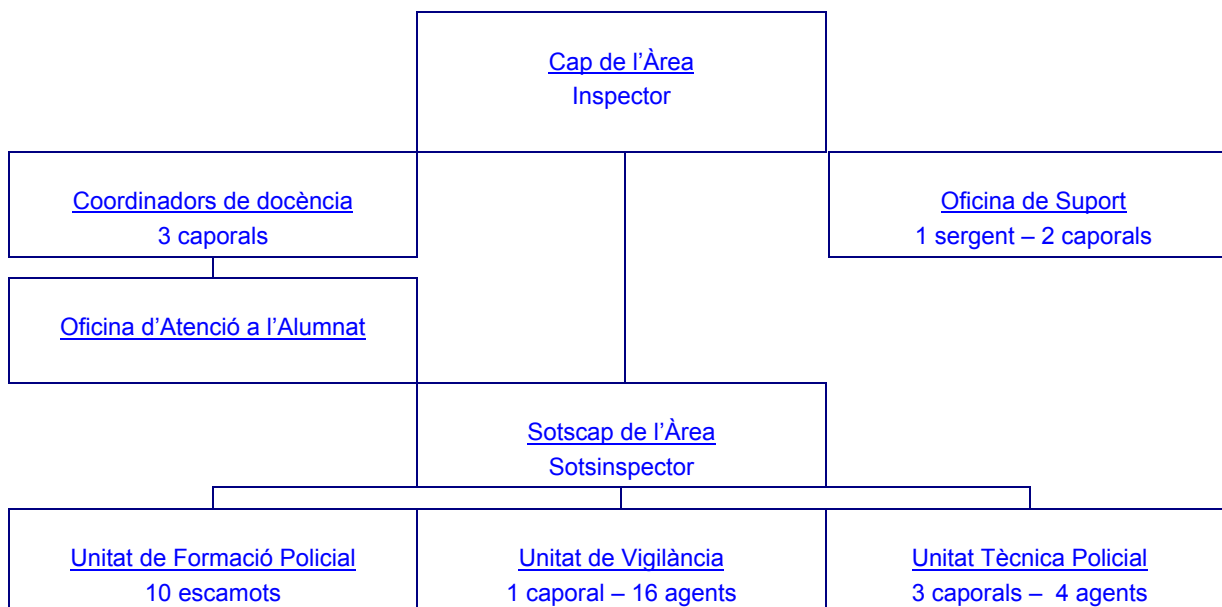 Cap de l’Àrea
Inspector
Coordinadors de docència
3 caporals
Oficina de Suport
1 sergent – 2 caporals
Oficina d’Atenció a l’Alumnat
Sotscap de l’Àrea
Sotsinspector
Unitat de Formació Policial
10 escamots
Unitat de Vigilància
1 caporal – 16 agents
Unitat Tècnica Policial
3 caporals –  4 agents